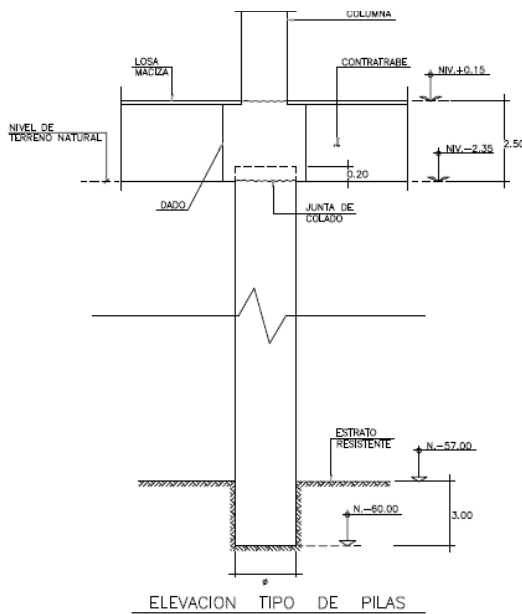 COLUMNA
LOSA
MACIZA
CONTRATRABE
NIV.+0.15
NIVEL DE
TERRENO NATURAL
2.50
NIV.-2.35
0.20
DADO
JUNTA DE
COLADO
ESTRATO
RESISTENTE
N.-57.00
N.-60.00
3.00
ø
ELEVACION TIPO DE PILAS